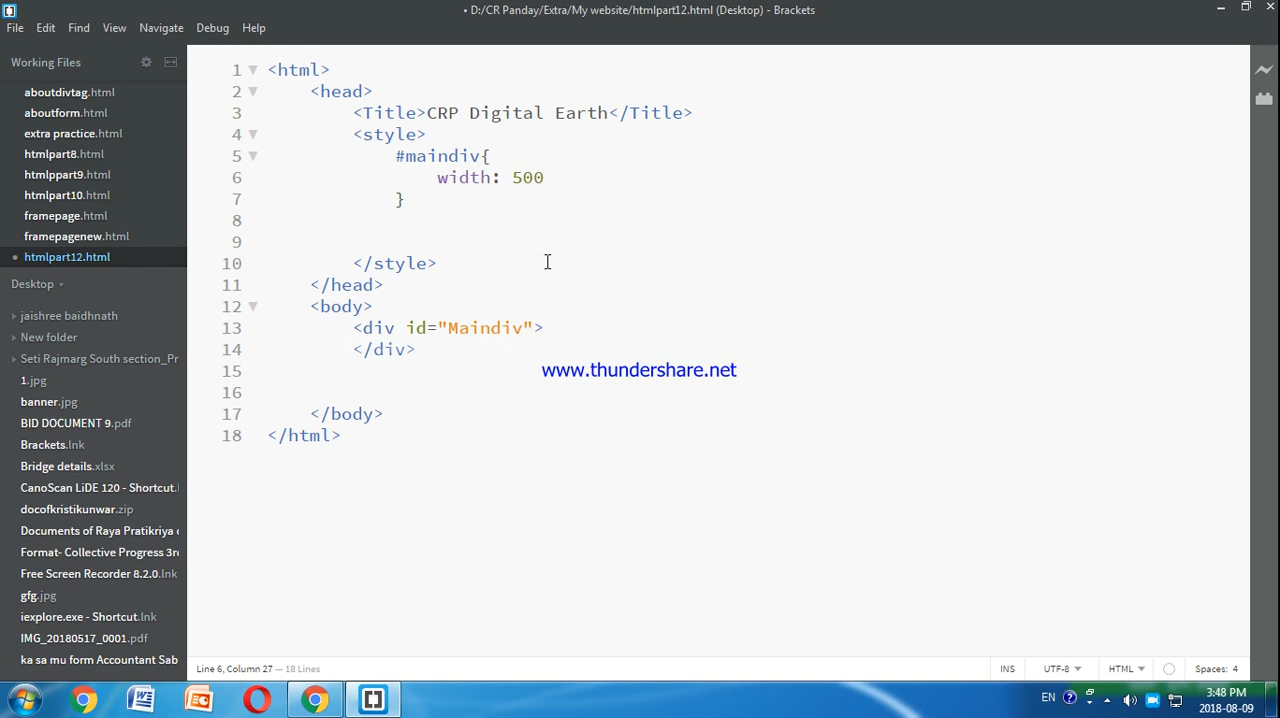 • D:/CR Panday/Extra/My website/htmlpart12.html (Desktop) - Brackets
File Edit Find View Navigate Debug Help
Working Files
aboutdivtag.html
aboutform.html
extra practice.html
htmlpart8.html
htmlppart9.html
htmlpart10.html
framepage.html
framepagenew.html
htmlpart12.html
Desktop
jaishree baidhnath
New folder
Seti Rajmarg South section_Pr
1.jpg
banner.jpg
BID DOCUMENT 9.pdf
Brackets.lnk
Bridge details.xlsx
CanoScan LiDE 120 - Shortcut.l
docofkristikunwar.zip
Documents of Raya Pratikriya
Format- Collective Progress 3r
Free Screen Recorder 8.2.0.lnk
gfg.jpg
iexplore.exe - Shortcut.lnk
IMG_20180517_0001.pdf
ka sa mu form Accountant Sab
1 <html>
2 <head>
3 <Title>CRP Digital Earth</Title>
4 <style>
5 #maindiv{
6 width: 500
7 }
8
9
10 </style>
11 </head>
12 <body>
13 <div id="Maindiv">
14 </div>
15
16
17 </body>
18 </html>
www.thundershare.net
Line 6, Column 27 — 18 Lines
INS UTF-8 HTML Spaces: 4
EN 3:48 PM
2018-08-09